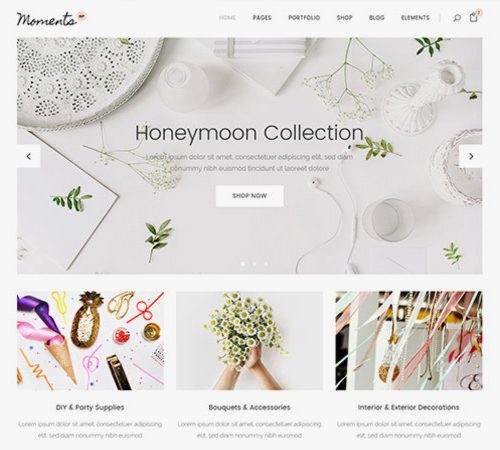 Moments
HOME PAGES PORTFOLIO SHOP BLOG ELEMENTS
Honeymoon Collection
Lorem ipsum dolor sit amet, consectetuer adipiscing elit, sed diam
nonummy nibh euismod tincidunt ut laoreet dolore
SHOP NOW
DIY & Party Supplies
Lorem ipsum dolor sit amet, consectetuer adipiscing elit, sed diam nonummy nibh euismod
Bouquets & Accessories
Lorem ipsum dolor sit amet, consectetuer adipiscing elit, sed diam nonummy nibh euismod
Interior & Exterior Decorations
Lorem ipsum dolor sit amet, consectetuer adipiscing elit, sed diam nonummy nibh euismod